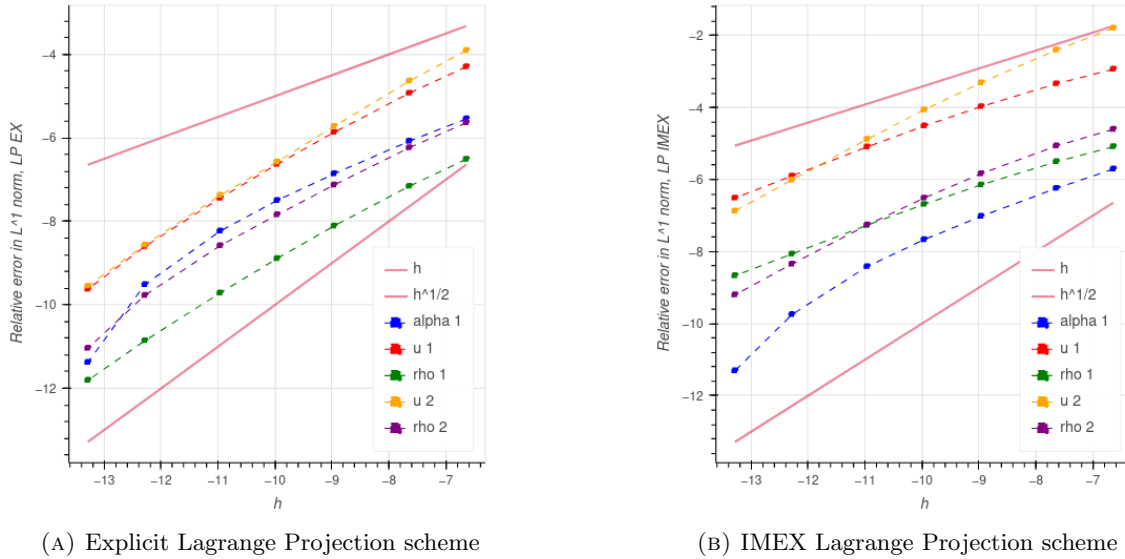 Relative error in L^1 norm, LP EX
-4
-6
-8
-10
-12
-13
-12
-11
-10
-9
-8
-7
h
h
h^1/2
alpha 1
u 1
rho 1
u 2
rho 2
(A) Explicit Lagrange Projection scheme
Relative error in L^1 norm, LP IMEX
-2
-4
-6
-8
-10
-12
-13
-12
-11
-10
-9
-8
-7
h
h
h^1/2
alpha 1
u 1
rho 1
u 2
rho 2
(B) IMEX Lagrange Projection scheme